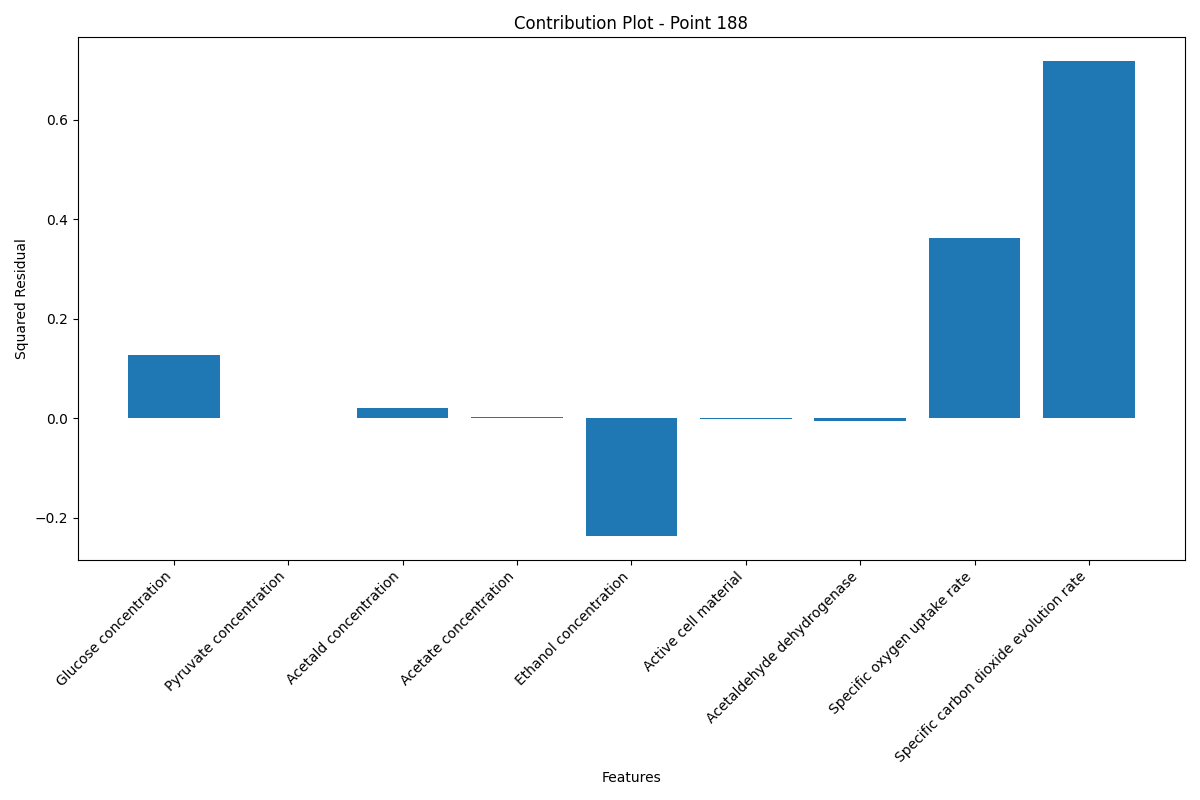 Contribution Plot - Point 188
Squared Residual
0.6
0.4
0.2
0.0
−0.2
Glucose concentration
Pyruvate concentration
Acetald concentration
Acetate concentration
Ethanol concentration
Active cell material
Acetaldehyde dehydrogenase
Specific oxygen uptake rate
Specific carbon dioxide evolution rate
Features